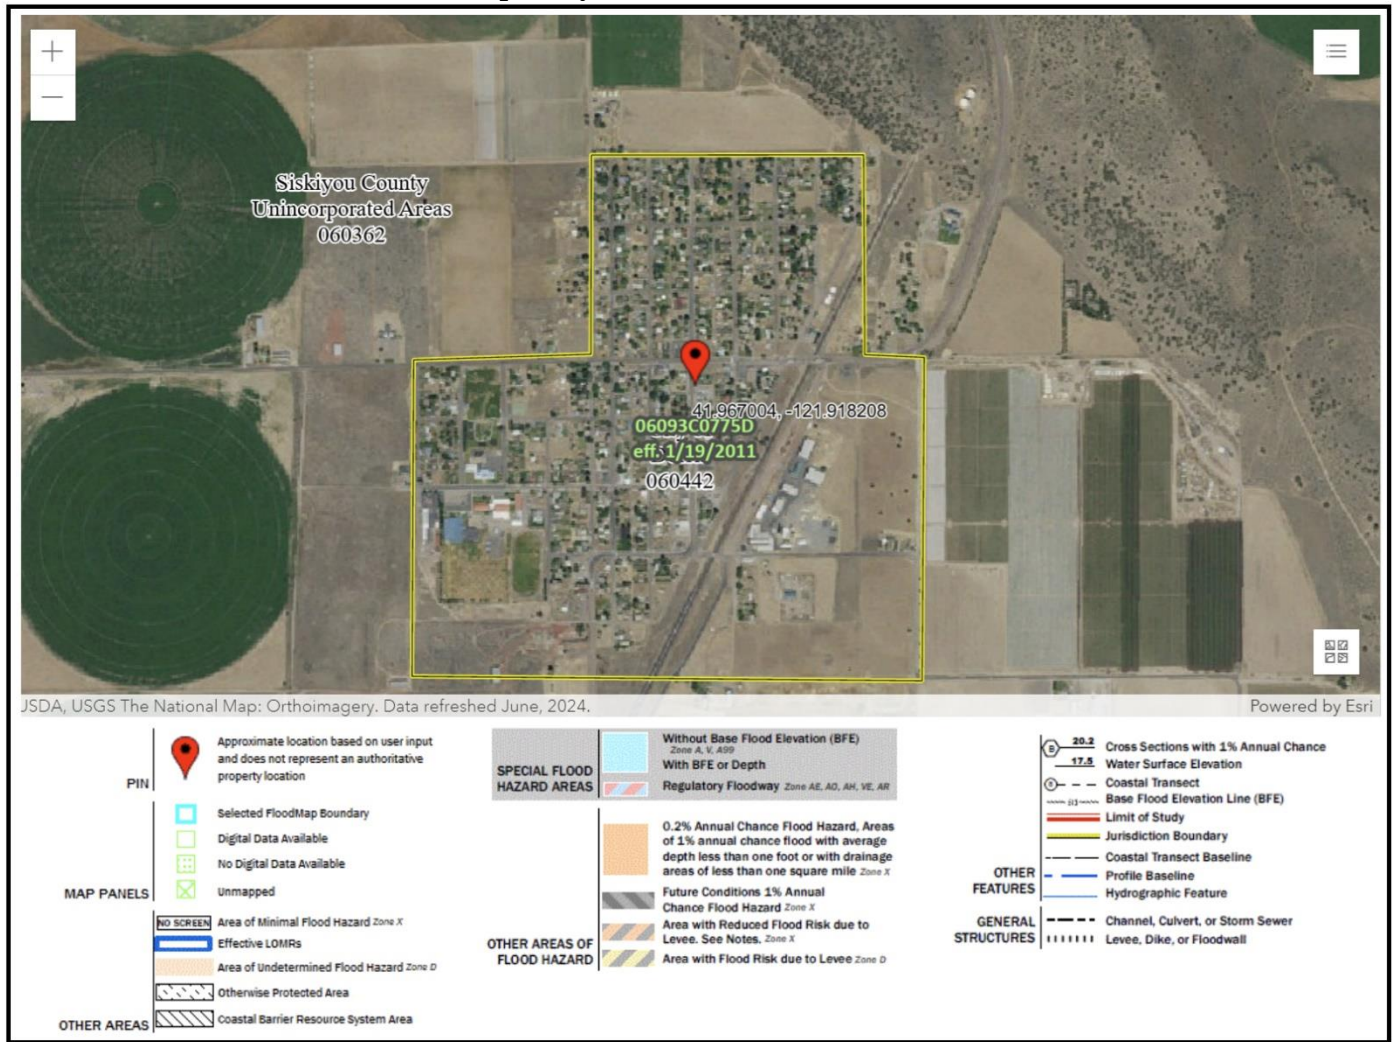 Siskiyou County
Unincorporated Areas
060362
41.967004, -121.918208
06093C0775D
eff. 1/19/2011
060442
USDA, USGS The National Map: Orthoimagery. Data refreshed June, 2024.
Powered by Esri
PIN
Approximate location based on user input
and does not represent an authoritative
property location
MAP PANELS
Selected FloodMap Boundary
Digital Data Available
No Digital Data Available
Unmapped
OTHER AREAS
NO SCREEN Area of Minimal Flood Hazard Zone X
Effective LOMRs
Area of Undetermined Flood Hazard Zone D
Otherwise Protected Area
Coastal Barrier Resource System Area
SPECIAL FLOOD
HAZARD AREAS
Without Base Flood Elevation (BFE)
Zone A, V, A99
With BFE or Depth
Regulatory Floodway Zone AE, AO, AH, VE, AR
OTHER AREAS OF
FLOOD HAZARD
0.2% Annual Chance Flood Hazard, Areas
of 1% annual chance flood with average
depth less than one foot or with drainage
areas of less than one square mile Zone X
Future Conditions 1% Annual
Chance Flood Hazard Zone X
Area with Reduced Flood Risk due to
Levee. See Notes. Zone X
Area with Flood Risk due to Levee Zone D
OTHER
FEATURES
B 20.2 Cross Sections with 1% Annual Chance
17.5 Water Surface Elevation
8 Coastal Transect
513 Base Flood Elevation Line (BFE)
Limit of Study
Jurisdiction Boundary
Coastal Transect Baseline
Profile Baseline
Hydrographic Feature
GENERAL
STRUCTURES
Channel, Culvert, or Storm Sewer
Levee, Dike, or Floodwall